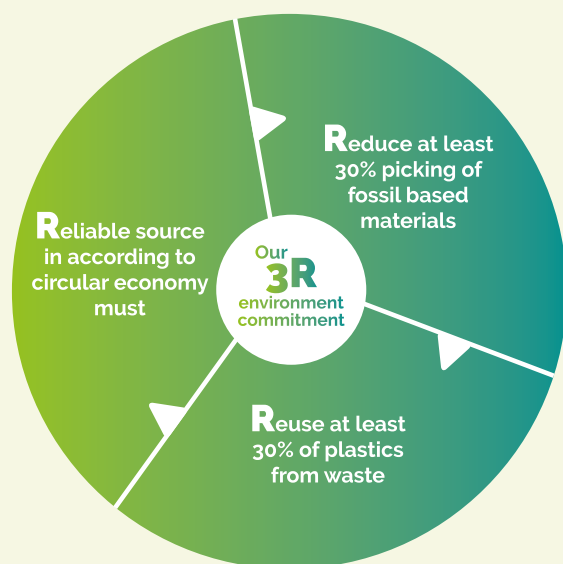 Reduce at least
30% picking of
fossil based
materials
Reliable source
in according to
circular economy
must
Our
3R
environment
commitment
Reuse at least
30% of plastics
from waste